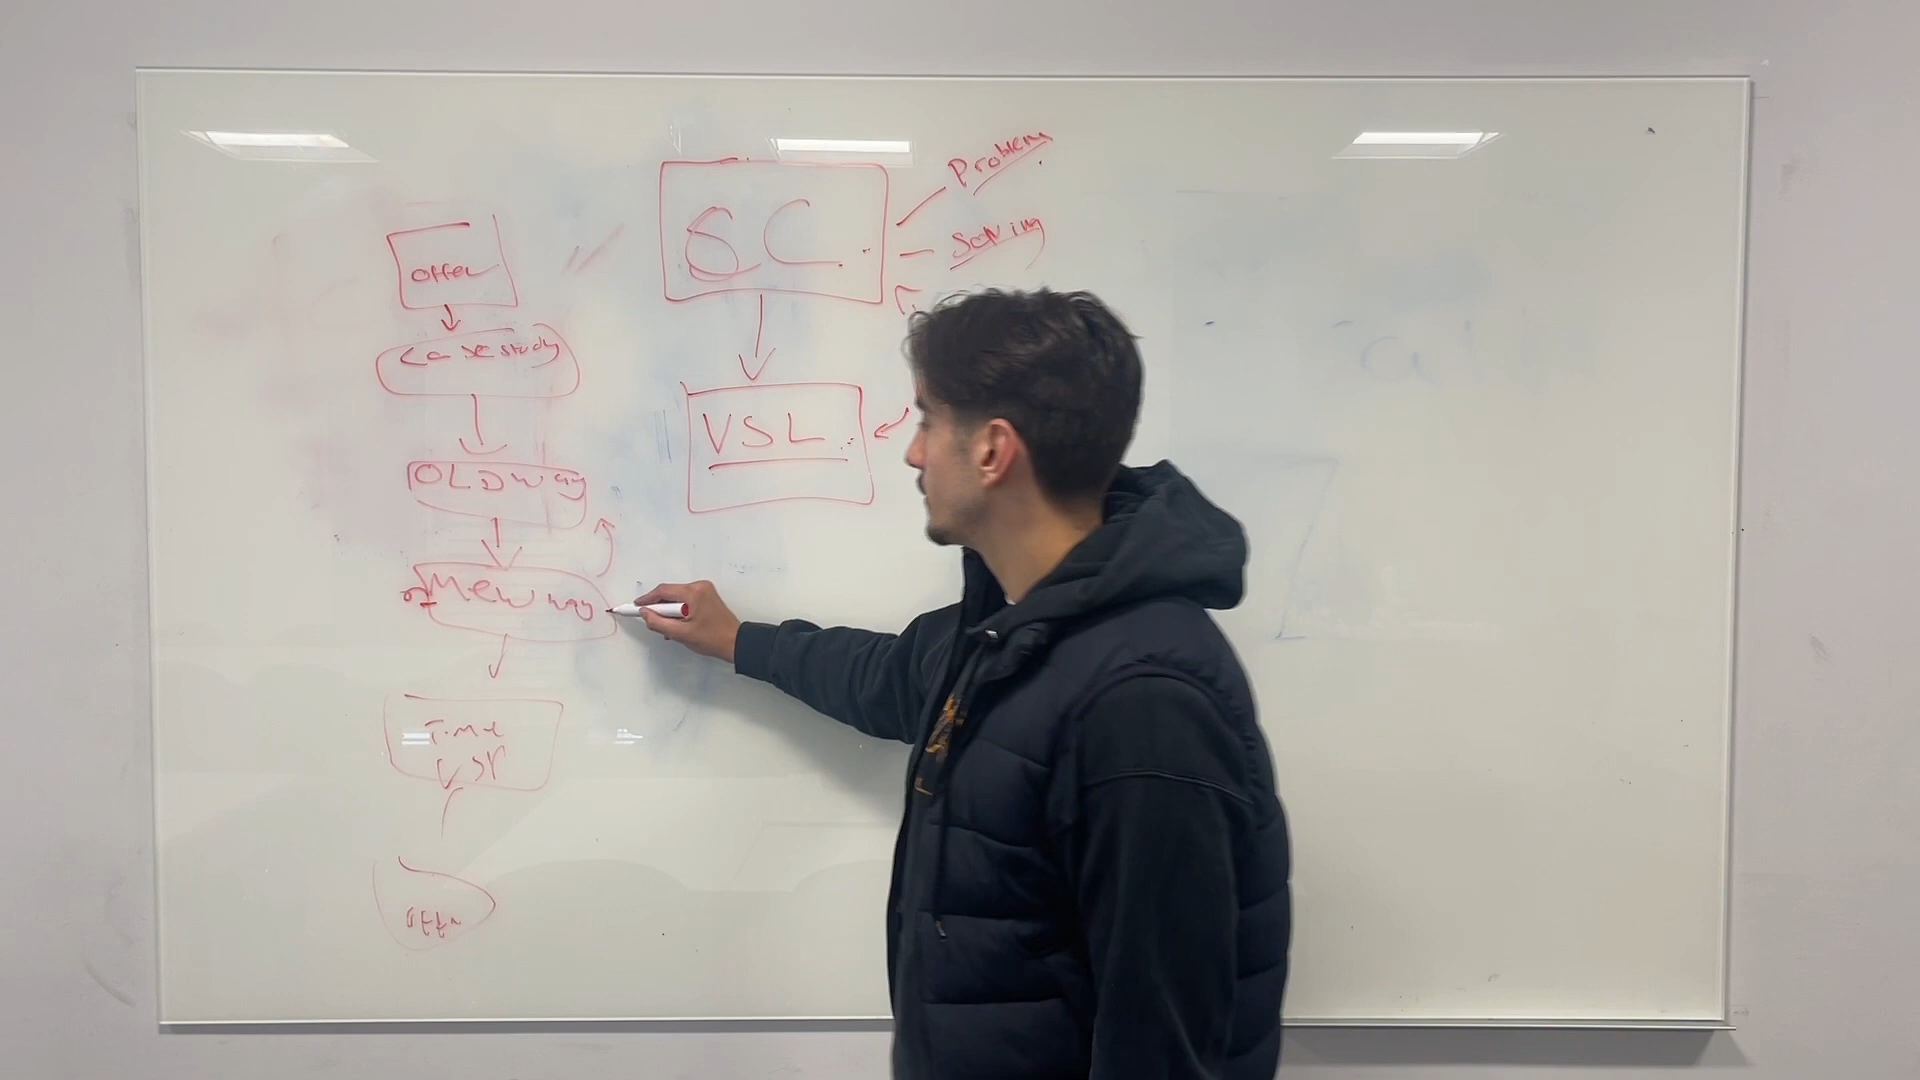 offer
case study
OLD way
New way
Time
SC.
Problem
Solving
VSL